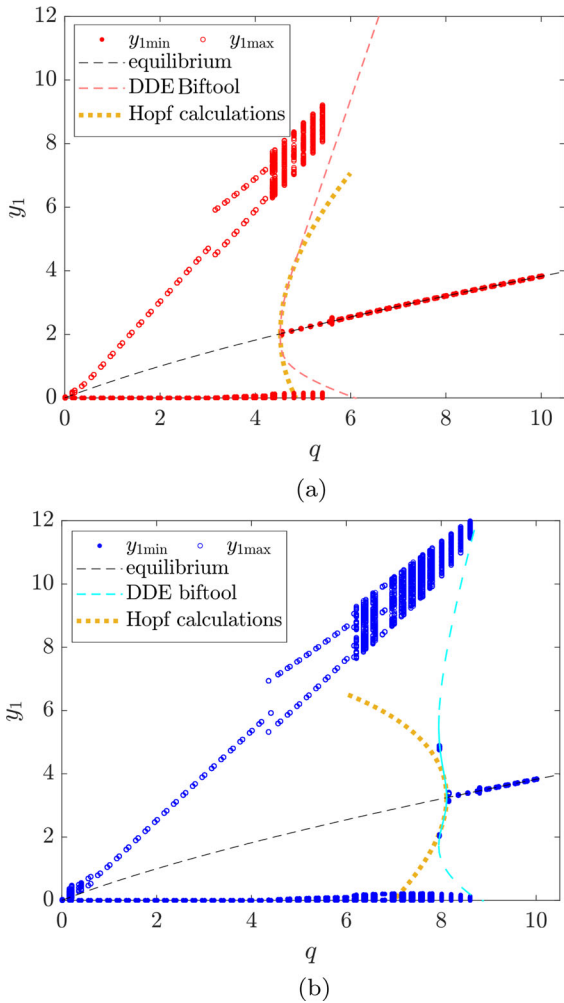 12
y1min y1max
equilibrium
10
DDE Biftool
Hopf calculations
8
y1
6
4
2
0
0 2 4 6 8 10
q
(a)
12
y1min y1max
equilibrium
10
DDE biftool
Hopf calculations
8
y1
6
4
2
0
0 2 4 6 8 10
q
(b)